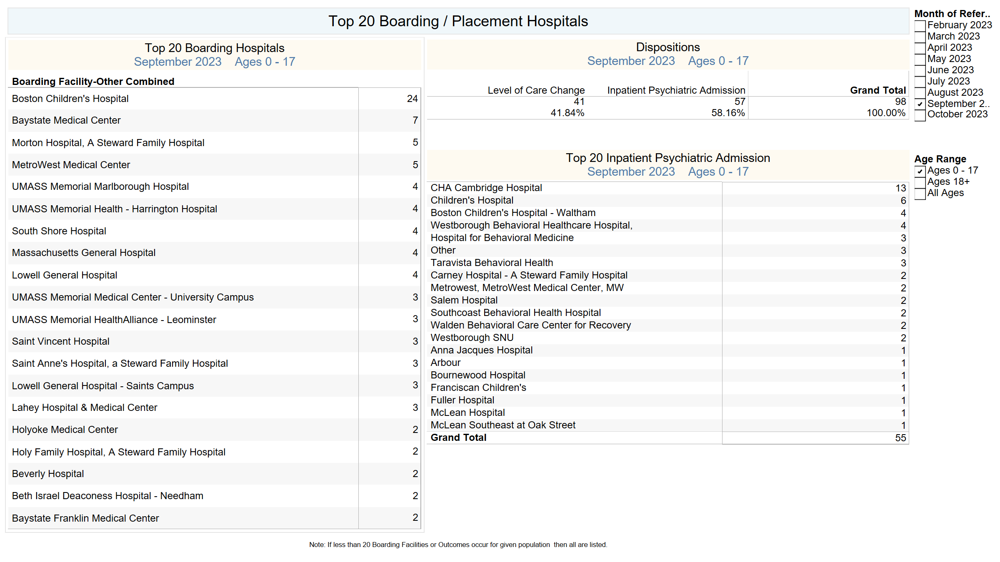 Top 20 Boarding / Placement Hospitals
Top 20 Boarding Hospitals
September 2023 Ages 0 - 17
Boarding Facility-Other Combined
Boston Children's Hospital 24
Baystate Medical Center 7
Morton Hospital, A Steward Family Hospital 5
MetroWest Medical Center 5
UMASS Memorial Marlborough Hospital 4
UMASS Memorial Health - Harrington Hospital 4
South Shore Hospital 4
Massachusetts General Hospital 4
Lowell General Hospital 4
UMASS Memorial Medical Center - University Campus 3
UMASS Memorial HealthAlliance - Leominster 3
Saint Vincent Hospital 3
Saint Anne's Hospital, a Steward Family Hospital 3
Lowell General Hospital - Saints Campus 3
Lahey Hospital & Medical Center 3
Holyoke Medical Center 2
Holy Family Hospital, A Steward Family Hospital 2
Beverly Hospital 2
Beth Israel Deaconess Hospital - Needham 2
Baystate Franklin Medical Center 2
Dispositions
September 2023 Ages 0 - 17
Level of Care Change Inpatient Psychiatric Admission Grand Total
41 57 98
41.84% 58.16% 100.00%
Top 20 Inpatient Psychiatric Admission
September 2023 Ages 0 - 17
CHA Cambridge Hospital 13
Children's Hospital 6
Boston Children's Hospital - Waltham 4
Westborough Behavioral Healthcare Hospital, 4
Hospital for Behavioral Medicine 3
Other 3
Taravista Behavioral Health 3
Carney Hospital - A Steward Family Hospital 2
Metrowest, MetroWest Medical Center, MW 2
Salem Hospital 2
Southcoast Behavioral Health Hospital 2
Walden Behavioral Care Center for Recovery 2
Westborough SNU 2
Anna Jacques Hospital 1
Arbour 1
Bournewood Hospital 1
Franciscan Children's 1
Fuller Hospital 1
McLean Hospital 1
McLean Southeast at Oak Street 1
Grand Total 55
Month of Refer..
February 2023
March 2023
April 2023
May 2023
June 2023
July 2023
August 2023
September 2..
October 2023
Age Range
Ages 0 - 17
Ages 18+
All Ages
Note: If less than 20 Boarding Facilities or Outcomes occur for given population then all are listed.